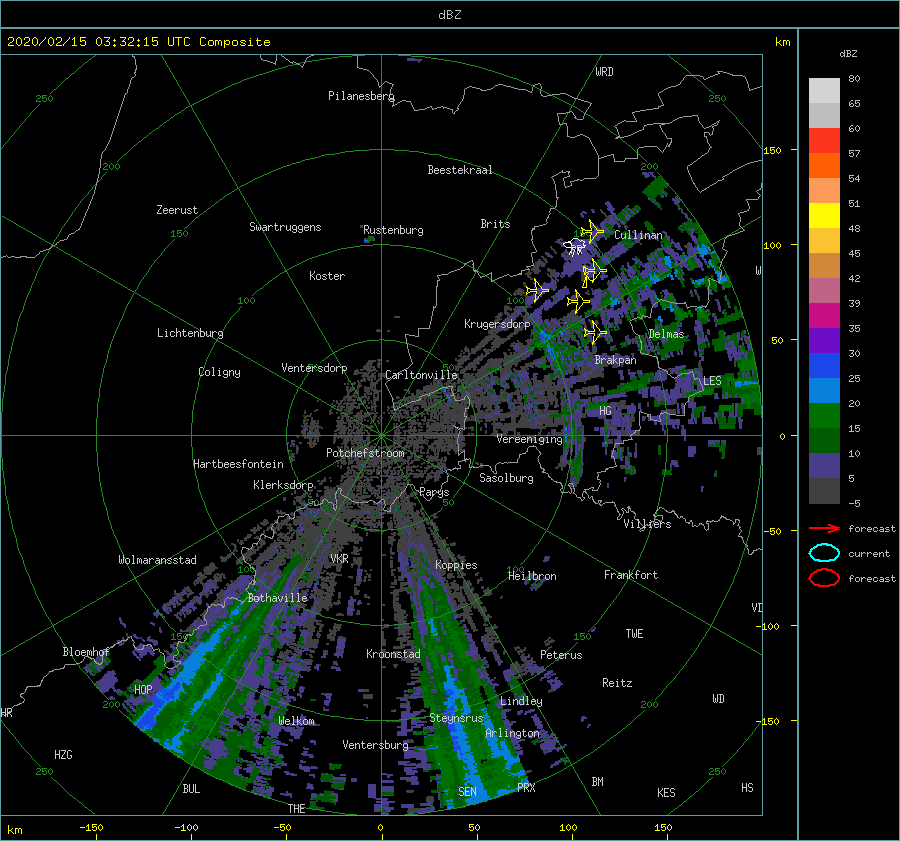 dBZ
2020/02/15 03:32:15 UTC Composite
km
dBZ
WRD
250
250
80
Pilanesberg
65
60
150
57
200
200
Beestekraal
54
51
Zeerust
Swartruggens
Rustenburg
Brits
150
Cullinan
48
100
45
W
Koster
42
100
100
39
Krugersdorp
35
Lichtenburg
Delmas
50
30
Brakpan
Ventersdorp
Coligny
Carltonville
LES
25
20
HG
15
Vereeniging
0
Potchefstroom
10
Hartbeesfontein
Sasolburg
5
Klerksdorp
Parys
50
50
-5
Villiers
-50
forecast
Wolmaransstad
VKR
Koppies
current
100
100
Heilbron
Frankfort
forecast
Bothaville
VD
-100
150
150
TWE
Bloemhof
Kroonstad
Peterus
HOP
Reitz
WD
200
Lindley
200
HR
Welkom
Steynsrus
-150
Arlington
Ventersburg
HZG
250
250
BUL
SEN
PRX
BM
KES
HS
THE
km
-150
-100
-50
0
50
100
150